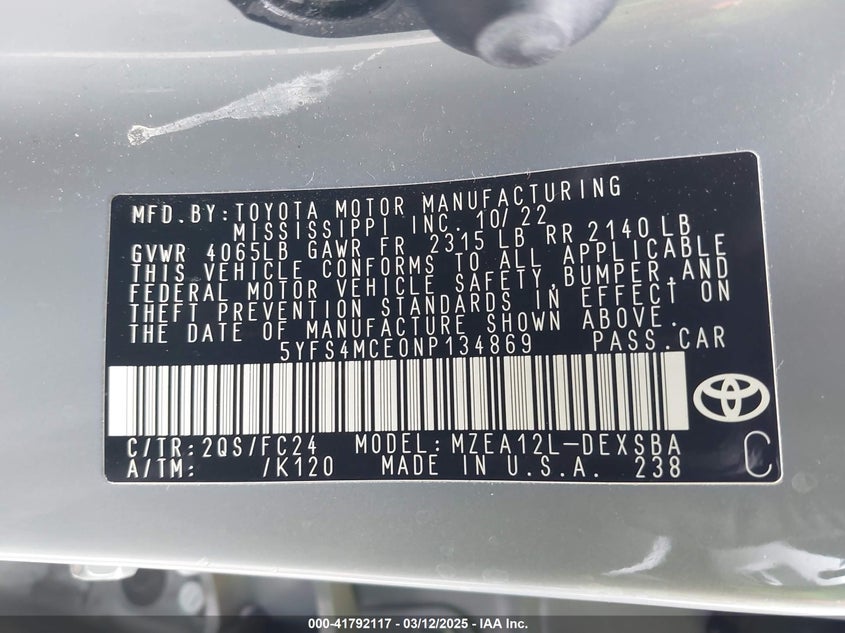 MFD.BY:TOYOTA MOTOR MANUFACTURING
MISSISSIPPI INC. 10/22
GVWR 4065LB GAWR FR 2315 LB RR 2140 LB
THIS VEHICLE CONFORMS TO ALL APPLICABLE
FEDERAL MOTOR VEHICLE SAFETY,BUMPER,AND
THEFT PREVENTION STANDARDS IN EFFECT ON
THE DATE OF MANUFACTURE SHOWN ABOVE.
5YFS4MCE0NP134869 PASS.CAR
C/TR:2QS/FC24 MODEL:MZEA12L-DEXSBA
A/TM: /K120 MADE IN U.S.A. 238
C
000-41792117 - 03/12/2025 - IAA Inc.